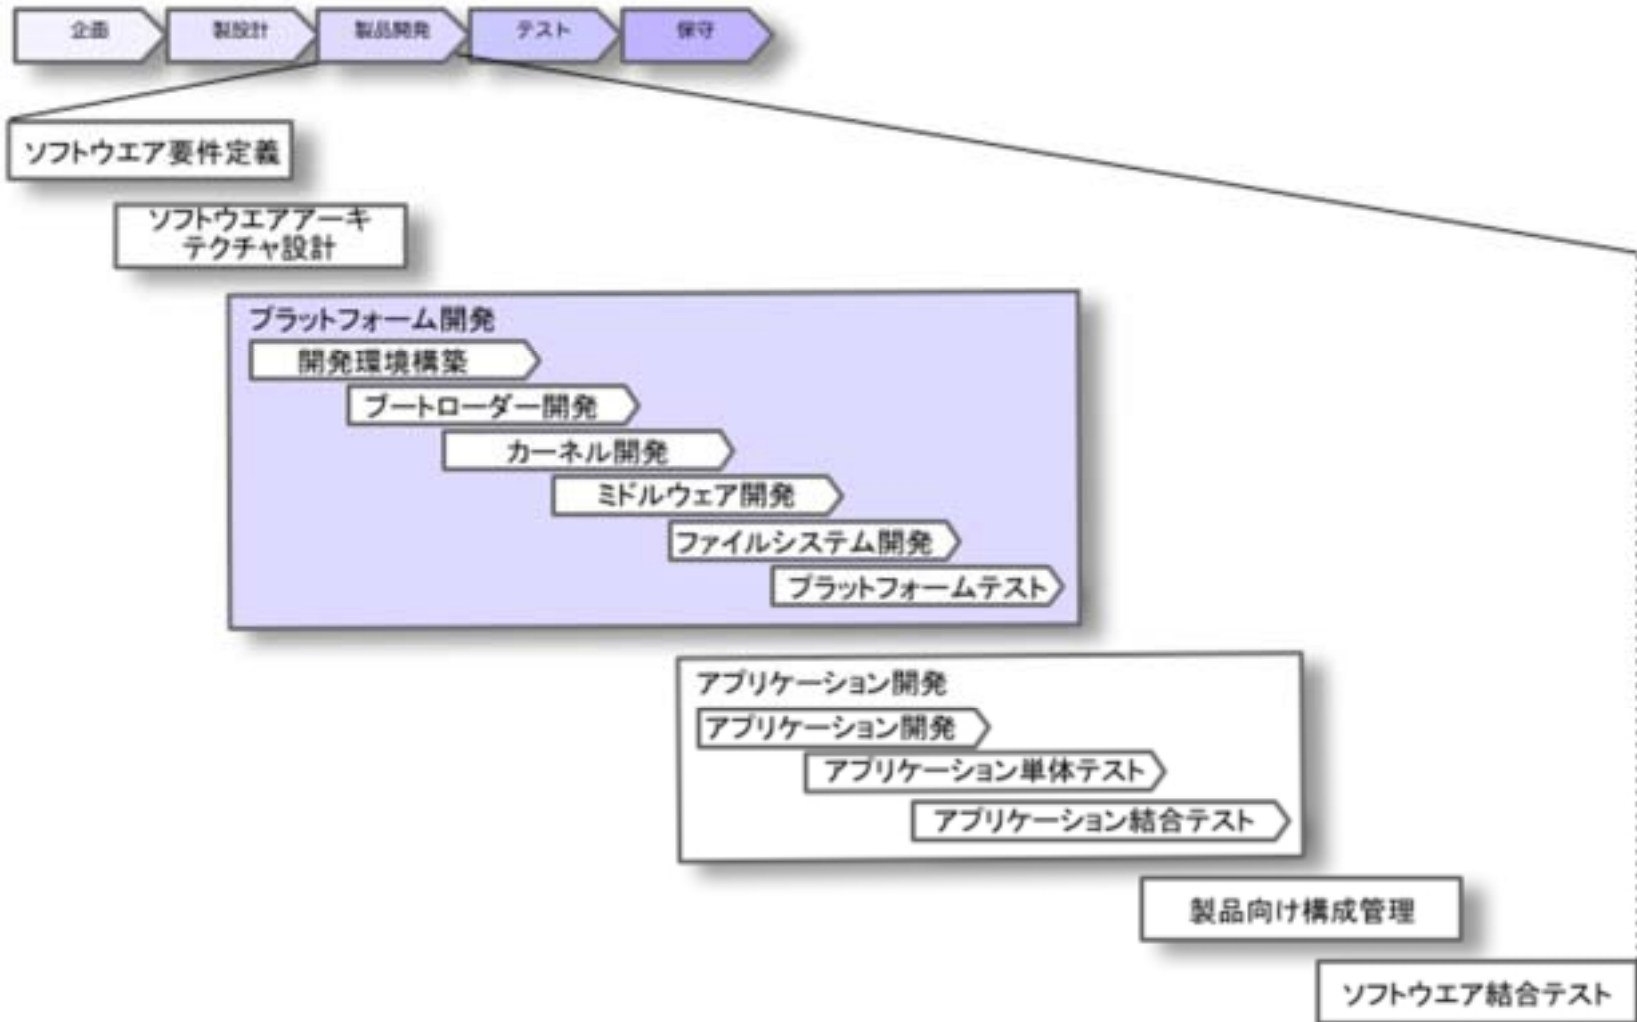 企画
製設計
製品開発
テスト
保守
ソフトウエア要件定義
ソフトウエアアーキ
テクチャ設計
プラットフォーム開発
開発環境構築
ブートローダー開発
カーネル開発
ミドルウェア開発
ファイルシステム開発
プラットフォームテスト
アプリケーション開発
アプリケーション開発
アプリケーション単体テスト
アプリケーション結合テスト
製品向け構成管理
ソフトウエア結合テスト